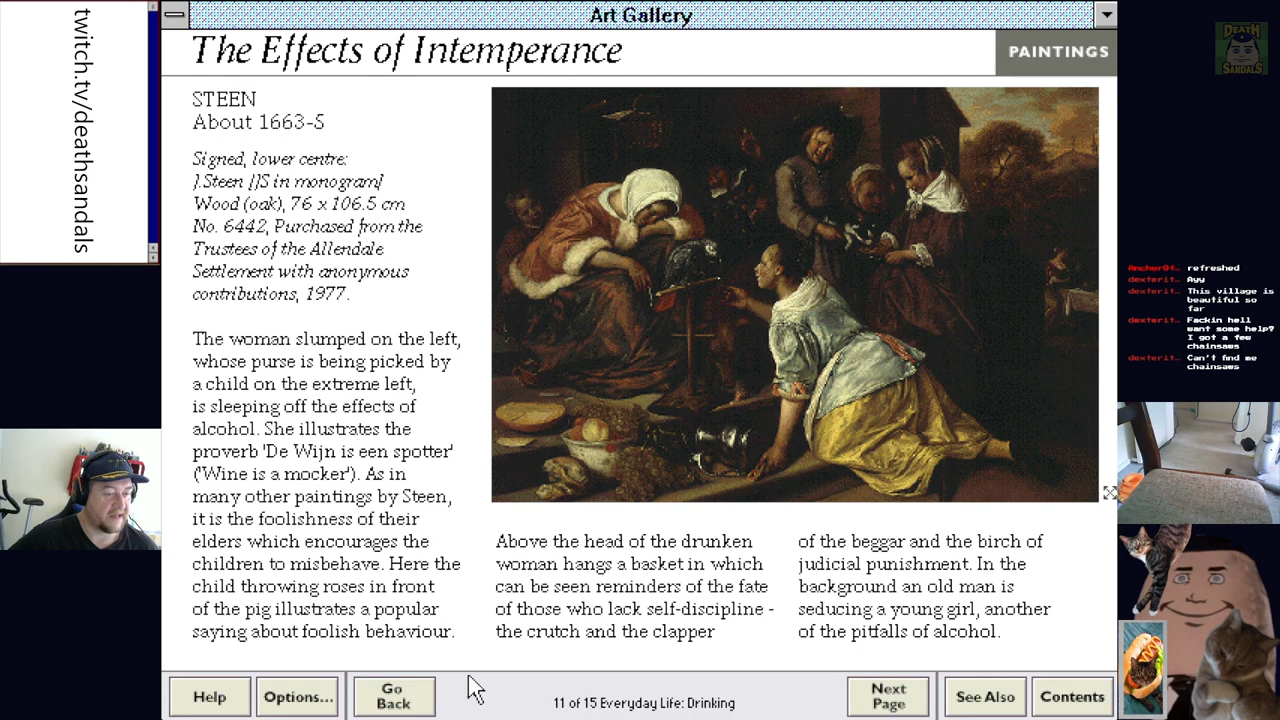 twitch.tv/deathsandals
Art Gallery
The Effects of Intemperance
PAINTINGS
DEATH
SANDALS
STEEN
About 1663-5
Signed, lower centre:
J.Steen [JS in monogram]
Wood (oak), 76 x 106.5 cm
No. 6442, Purchased from the
Trustees of the Allendale
Settlement with anonymous
contributions, 1977.
The woman slumped on the left,
whose purse is being picked by
a child on the extreme left,
is sleeping off the effects of
alcohol. She illustrates the
proverb 'De Wijn is een spotter'
('Wine is a mocker'). As in
many other paintings by Steen,
it is the foolishness of their
elders which encourages the
children to misbehave. Here the
child throwing roses in front
of the pig illustrates a popular
saying about foolish behaviour.
Above the head of the drunken
woman hangs a basket in which
can be seen reminders of the fate
of those who lack self-discipline -
the crutch and the clapper
of the beggar and the birch of
judicial punishment. In the
background an old man is
seducing a young girl, another
of the pitfalls of alcohol.
AnchorOf... refreshed
dexterit... Ayy
dexterit... This village is
beautiful so
far
dexterit... Fackin hell
want some help?
I got a few
chainsaws
dexterit... Can't find me
chainsaws
Help
Options...
Go
Back
11 of 15 Everyday Life: Drinking
Next
Page
See Also
Contents